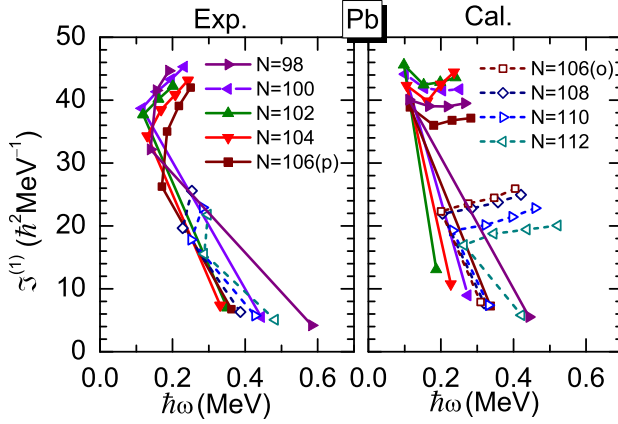 Exp.
Pb
Cal.
50
40
30
20
10
0
ℑ⁽¹⁾ (ℏ²MeV⁻¹)
N=98
N=100
N=102
N=104
N=106(p)
N=106(o)
N=108
N=110
N=112
0.0 0.2 0.4 0.6
0.0 0.2 0.4 0.6
ℏω(MeV)
ℏω(MeV)